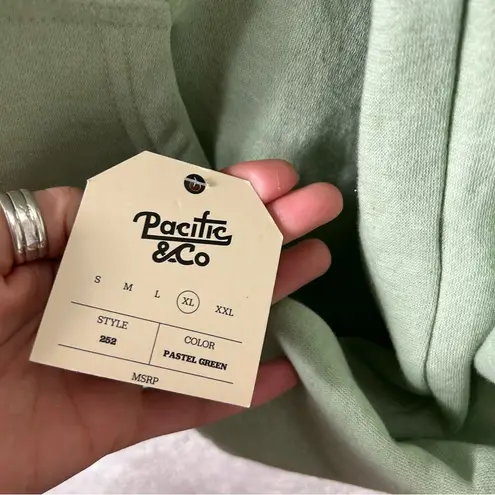 Pacific
&Co
S M L XL XXL
STYLE COLOR
252 PASTEL GREEN
MSRP